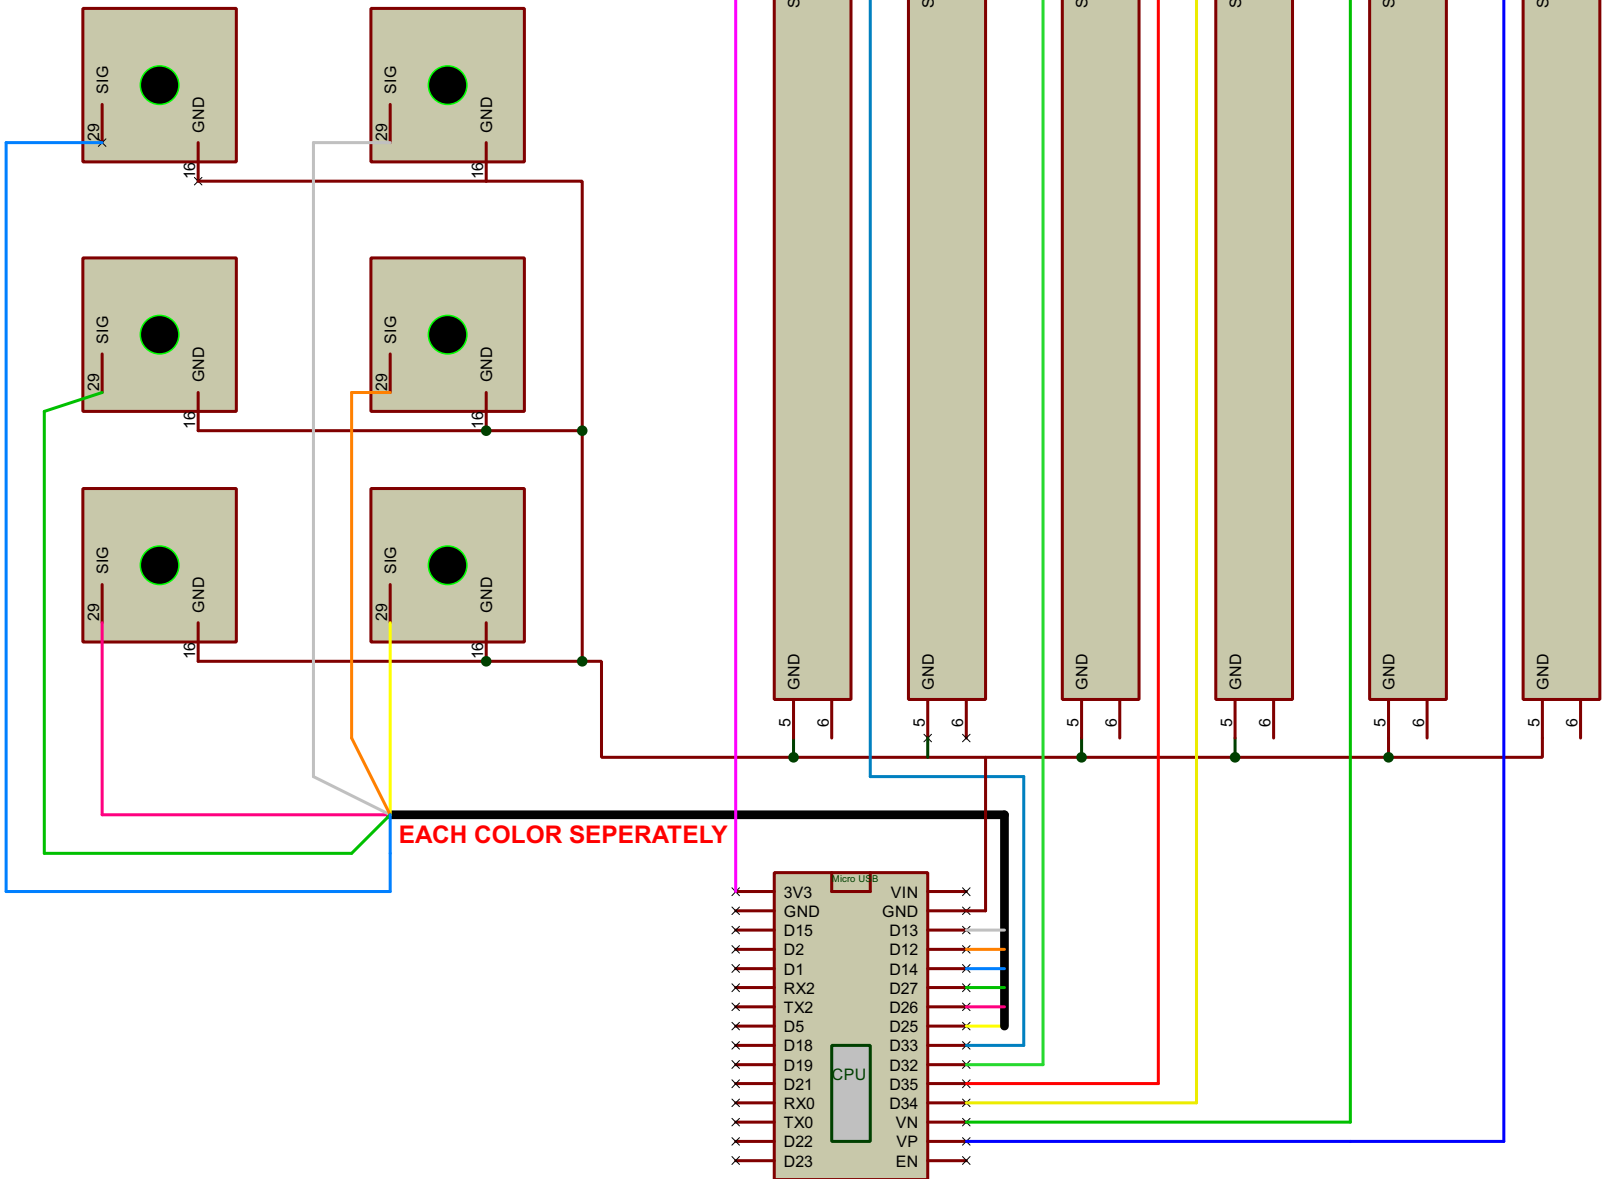 S S S S S S
SIG
29
GND
16
SIG
29
GND
16
SIG
29
GND
16
SIG
29
GND
16
SIG
29
GND
16
SIG
29
GND
16
GND GND GND GND GND GND
5 6 5 6 5 6 5 6 5 6 5 6
EACH COLOR SEPERATELY
Micro USB
3V3 VIN
GND GND
D15 D13
D2 D12
D1 D14
RX2 D27
TX2 D26
D5 D25
D18 D33
D19 D32
CPU
D21 D35
RX0 D34
TX0 VN
D22 VP
D23 EN